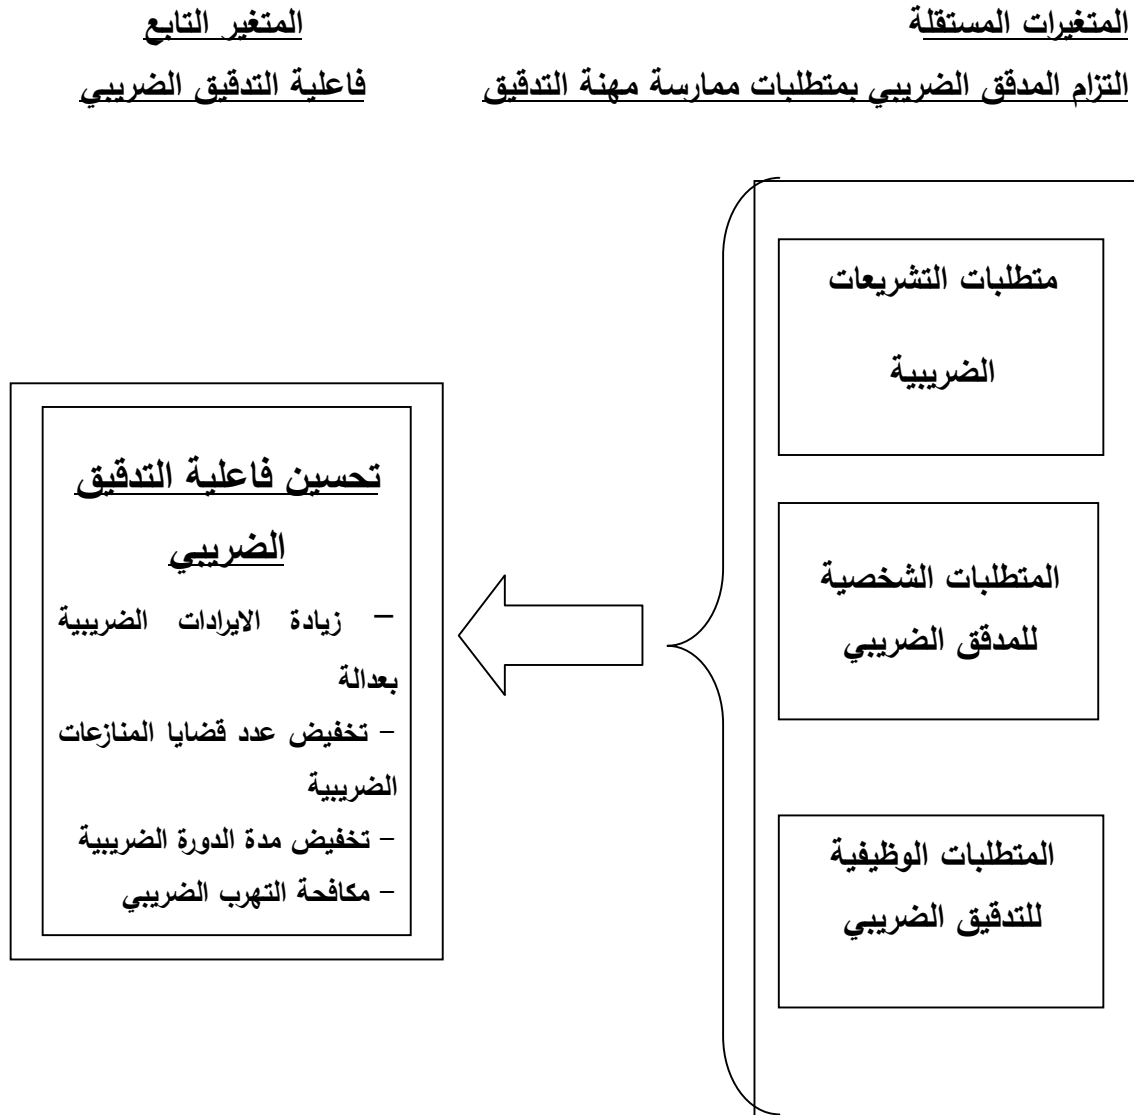 المتغيرات المستقلة
المتغير التابع
التزام المدقق الضريبي بمتطلبات ممارسة مهنة التدقيق
فاعلية التدقيق الضريبي
متطلبات التشريعات
الضريبية
المتطلبات الشخصية
للمدقق الضريبي
المتطلبات الوظيفية
للتدقيق الضريبي
تحسين فاعلية التدقيق
الضريبي
– زيادة الايرادات الضريبية
بعدالة
– تخفيض عدد قضايا المنازعات
الضريبية
– تخفيض مدة الدورة الضريبية
– مكافحة التهرب الضريبي